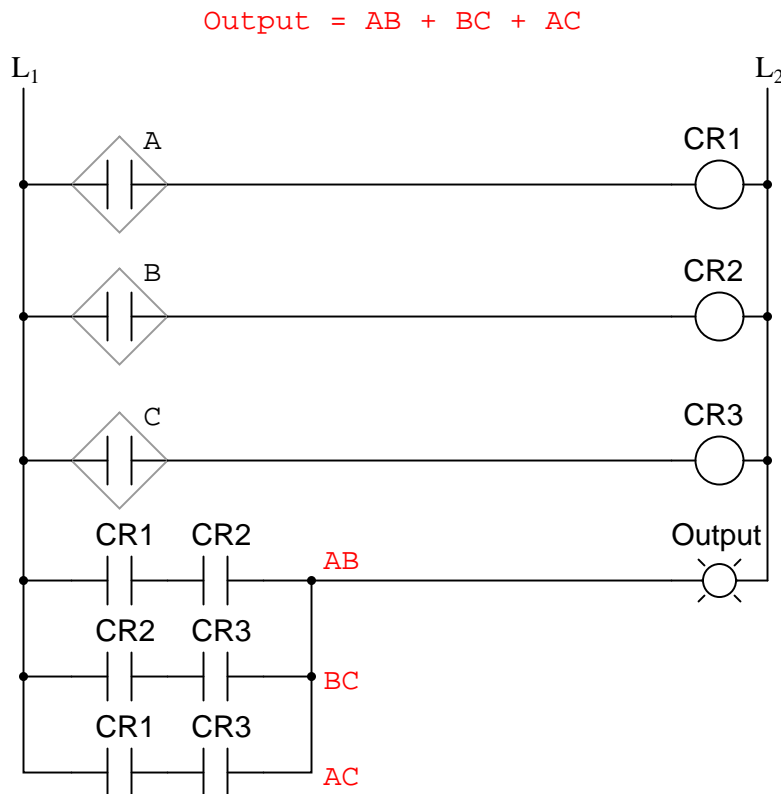 Output = AB + BC + AC
L1 L2
A CR1
B CR2
C CR3
CR1 CR2 AB Output
CR2 CR3 BC
CR1 CR3 AC